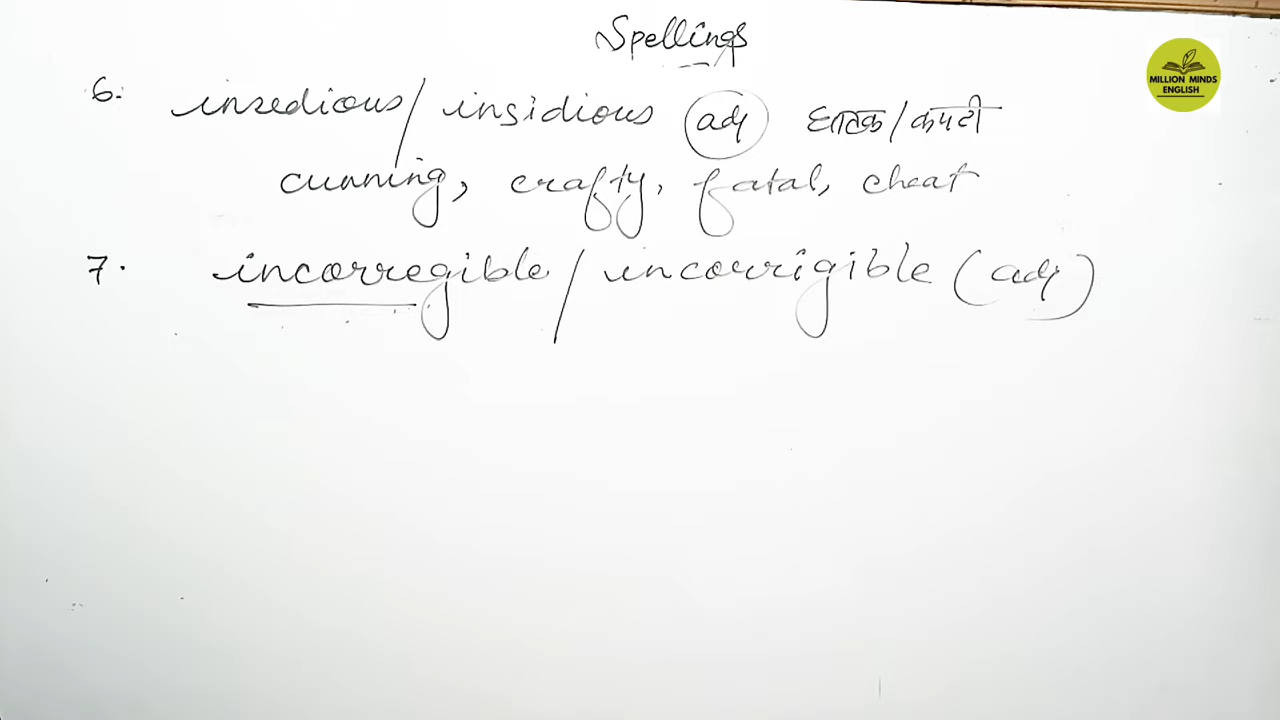 Spellings
6. insedious / insidious (adj) घातक / कपटी
cunning, crafty, fatal, cheat
7. incorregible / incorrigible (adj)
MILLION MINDS
ENGLISH